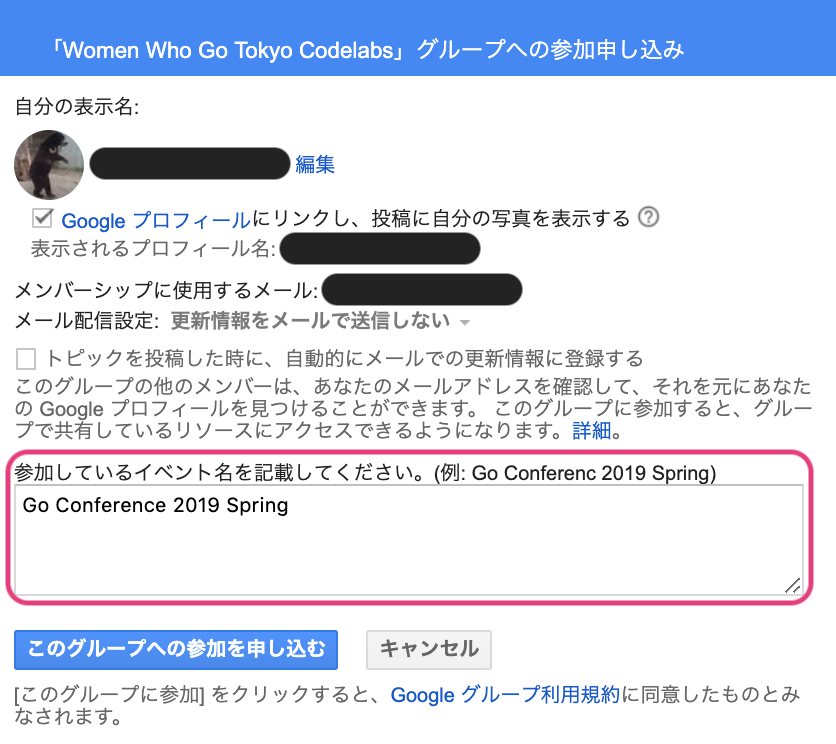 「Women Who Go Tokyo Codelabs」グループへの参加申し込み
自分の表示名:
編集
Google プロフィールにリンクし、投稿に自分の写真を表示する ?
表示されるプロフィール名:
メンバーシップに使用するメール:
メール配信設定: 更新情報をメールで送信しない
トピックを投稿した時に、自動的にメールでの更新情報に登録する
このグループの他のメンバーは、あなたのメールアドレスを確認して、それを元にあなた
の Google プロフィールを見つけることができます。 このグループに参加すると、グルー
プで共有しているリソースにアクセスできるようになります。詳細。
参加しているイベント名を記載してください。(例: Go Conferenc 2019 Spring)
Go Conference 2019 Spring
このグループへの参加を申し込む キャンセル
[このグループに参加] をクリックすると、Google グループ利用規約に同意したものとみ
なされます。